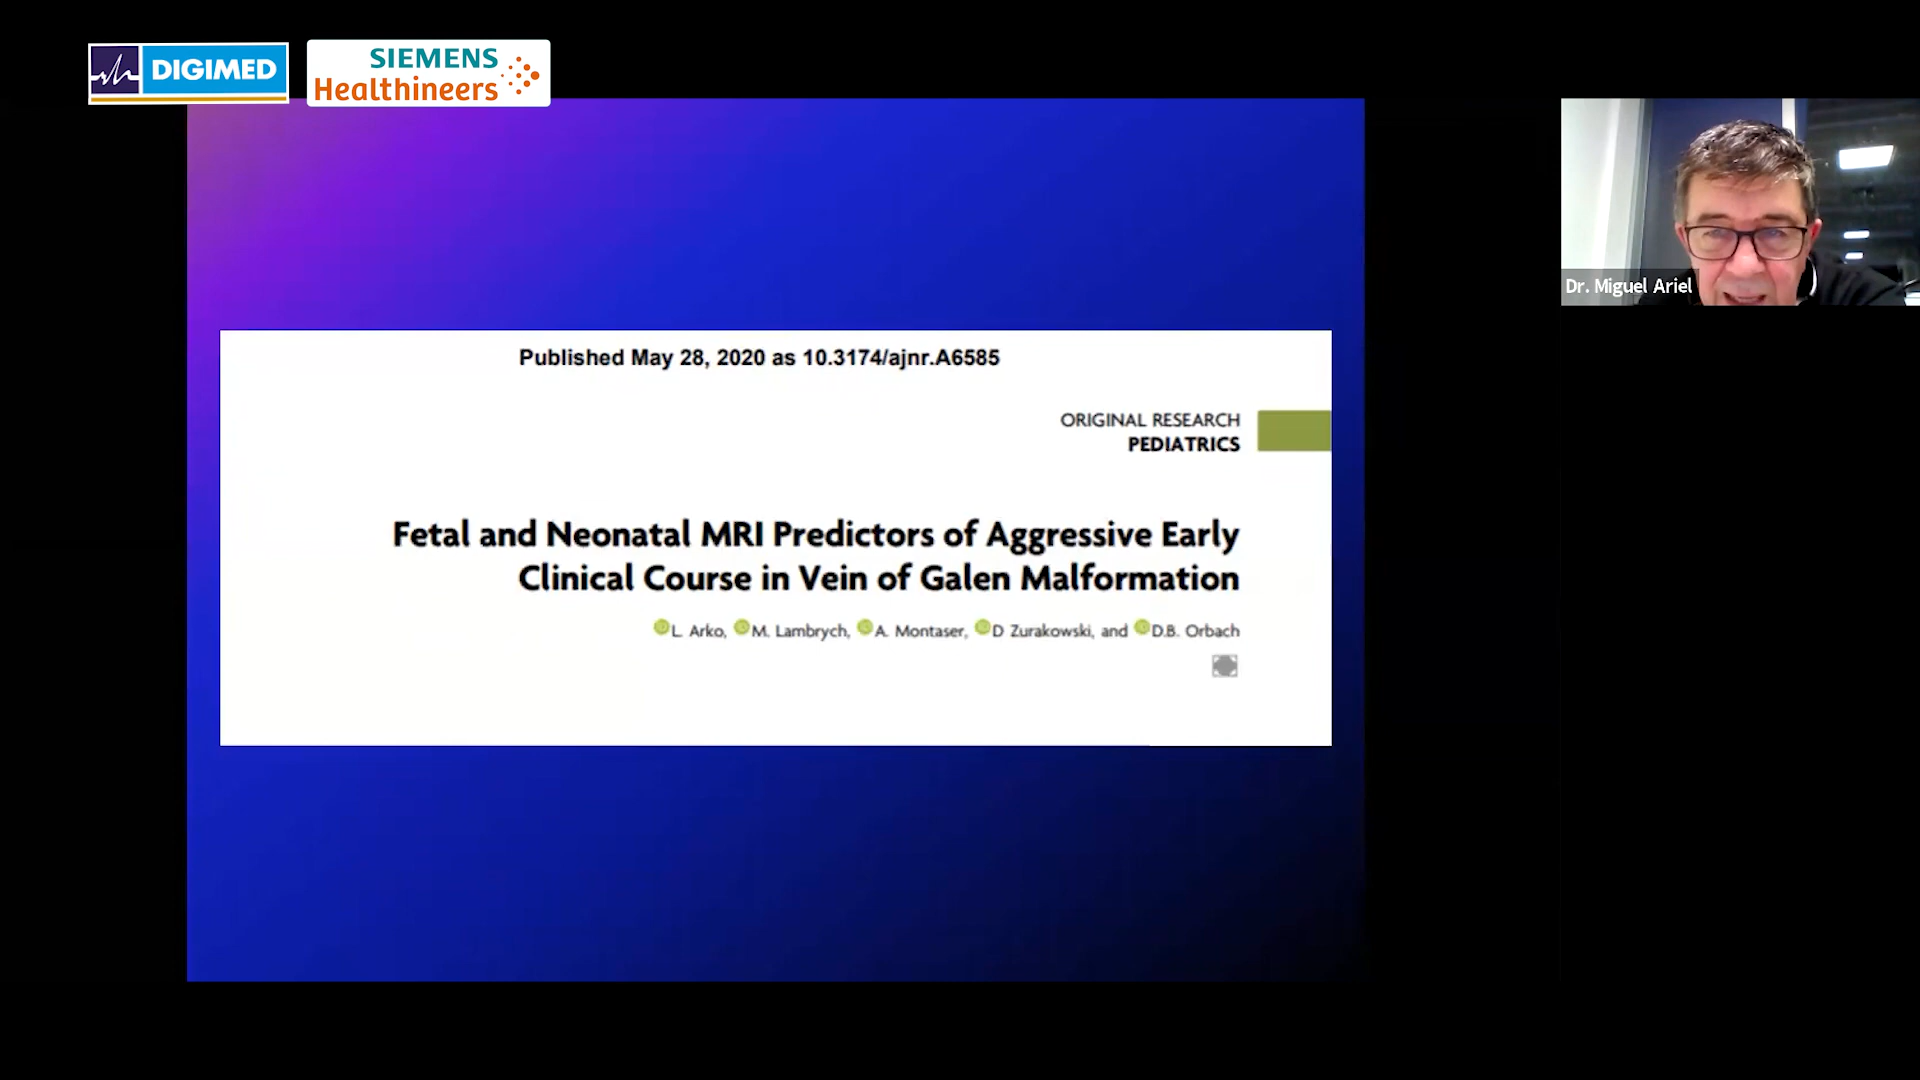 DIGIMED
SIEMENS
Healthineers
Published May 28, 2020 as 10.3174/ajnr.A6585
ORIGINAL RESEARCH
PEDIATRICS
Fetal and Neonatal MRI Predictors of Aggressive Early
Clinical Course in Vein of Galen Malformation
L. Arko, M. Lambrych, A. Montaser, D Zurakowski, and D.B. Orbach
Dr. Miguel Ariel